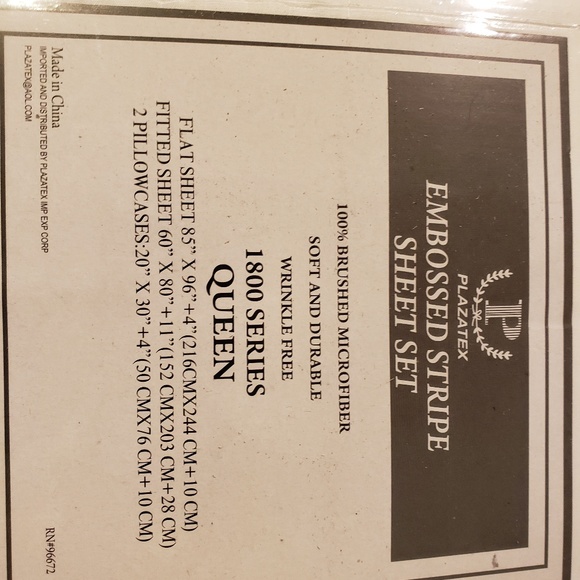 P
PLAZATEX
EMBOSSED STRIPE
SHEET SET
100% BRUSHED MICROFIBER
SOFT AND DURABLE
WRINKLE FREE
1800 SERIES
QUEEN
FLAT SHEET 85” X 96”+4”(216CMX244 CM+10 CM)
FITTED SHEET 60” X 80”+11”(152 CMX203 CM+28 CM)
2 PILLOWCASES:20” X 30”+4”(50 CMX76 CM+10 CM)
Made in China
IMPORTED AND DISTRIBUTED BY PLAZATEX IMP EXP CORP
PLAZATEX@AOL.COM
RN#96672